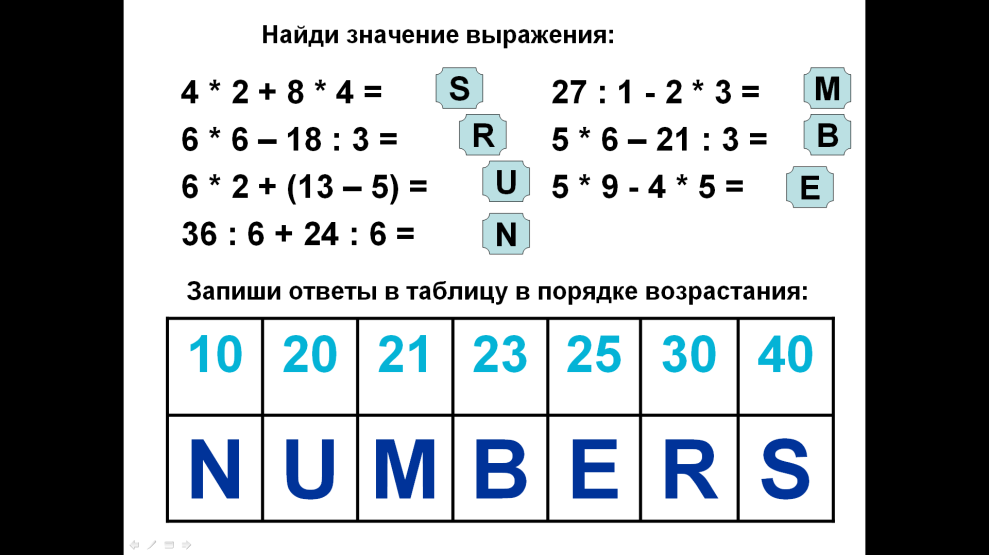 Найди значение выражения:
4 * 2 + 8 * 4 = S 27 : 1 - 2 * 3 = M
6 * 6 – 18 : 3 = R 5 * 6 – 21 : 3 = B
6 * 2 + (13 – 5) = U 5 * 9 - 4 * 5 = E
36 : 6 + 24 : 6 = N
Запиши ответы в таблицу в порядке возрастания:
10 20 21 23 25 30 40
N U M B E R S